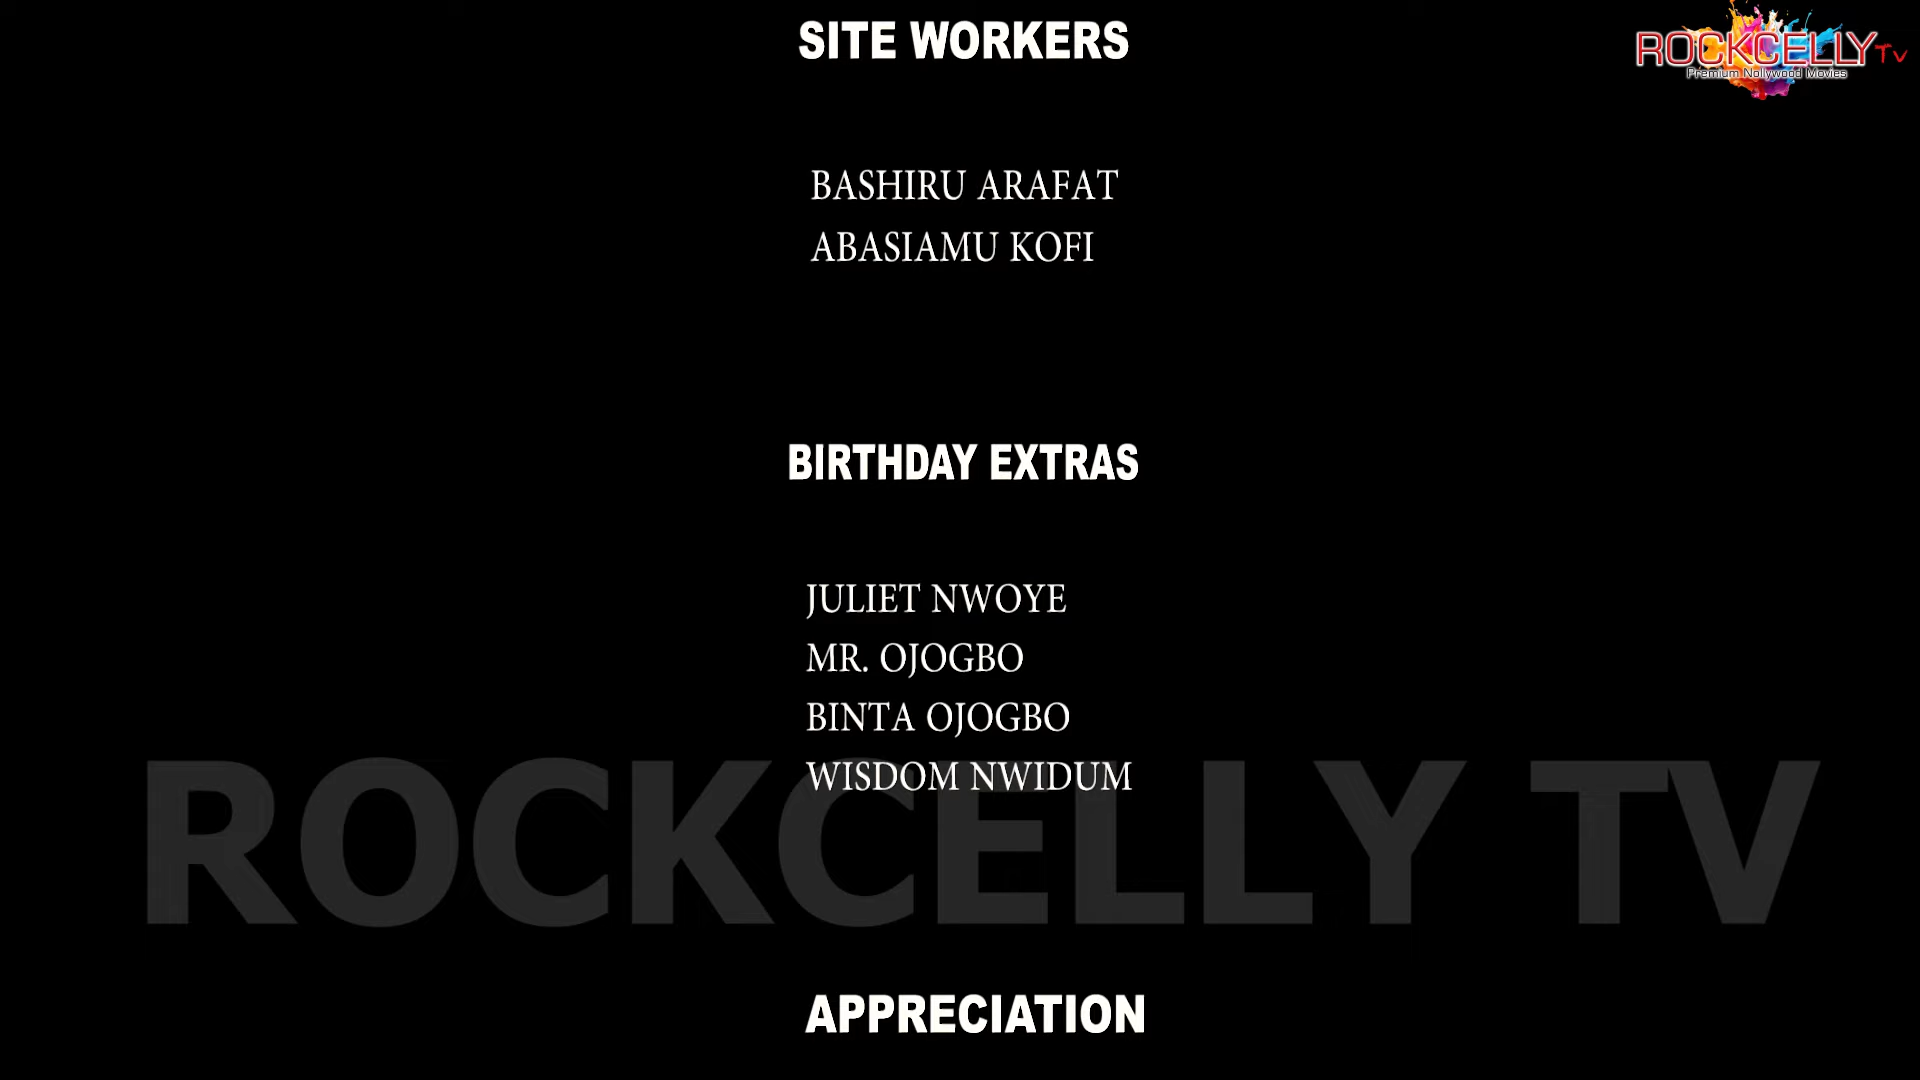 SITE WORKERS
ROCKCELLY TV
Premium Nollywood Movies
BASHIRU ARAFAT
ABASIAMU KOFI
BIRTHDAY EXTRAS
JULIET NWOYE
MR. OJOGBO
BINTA OJOGBO
WISDOM NWIDUM
ROCKCELLY TV
APPRECIATION